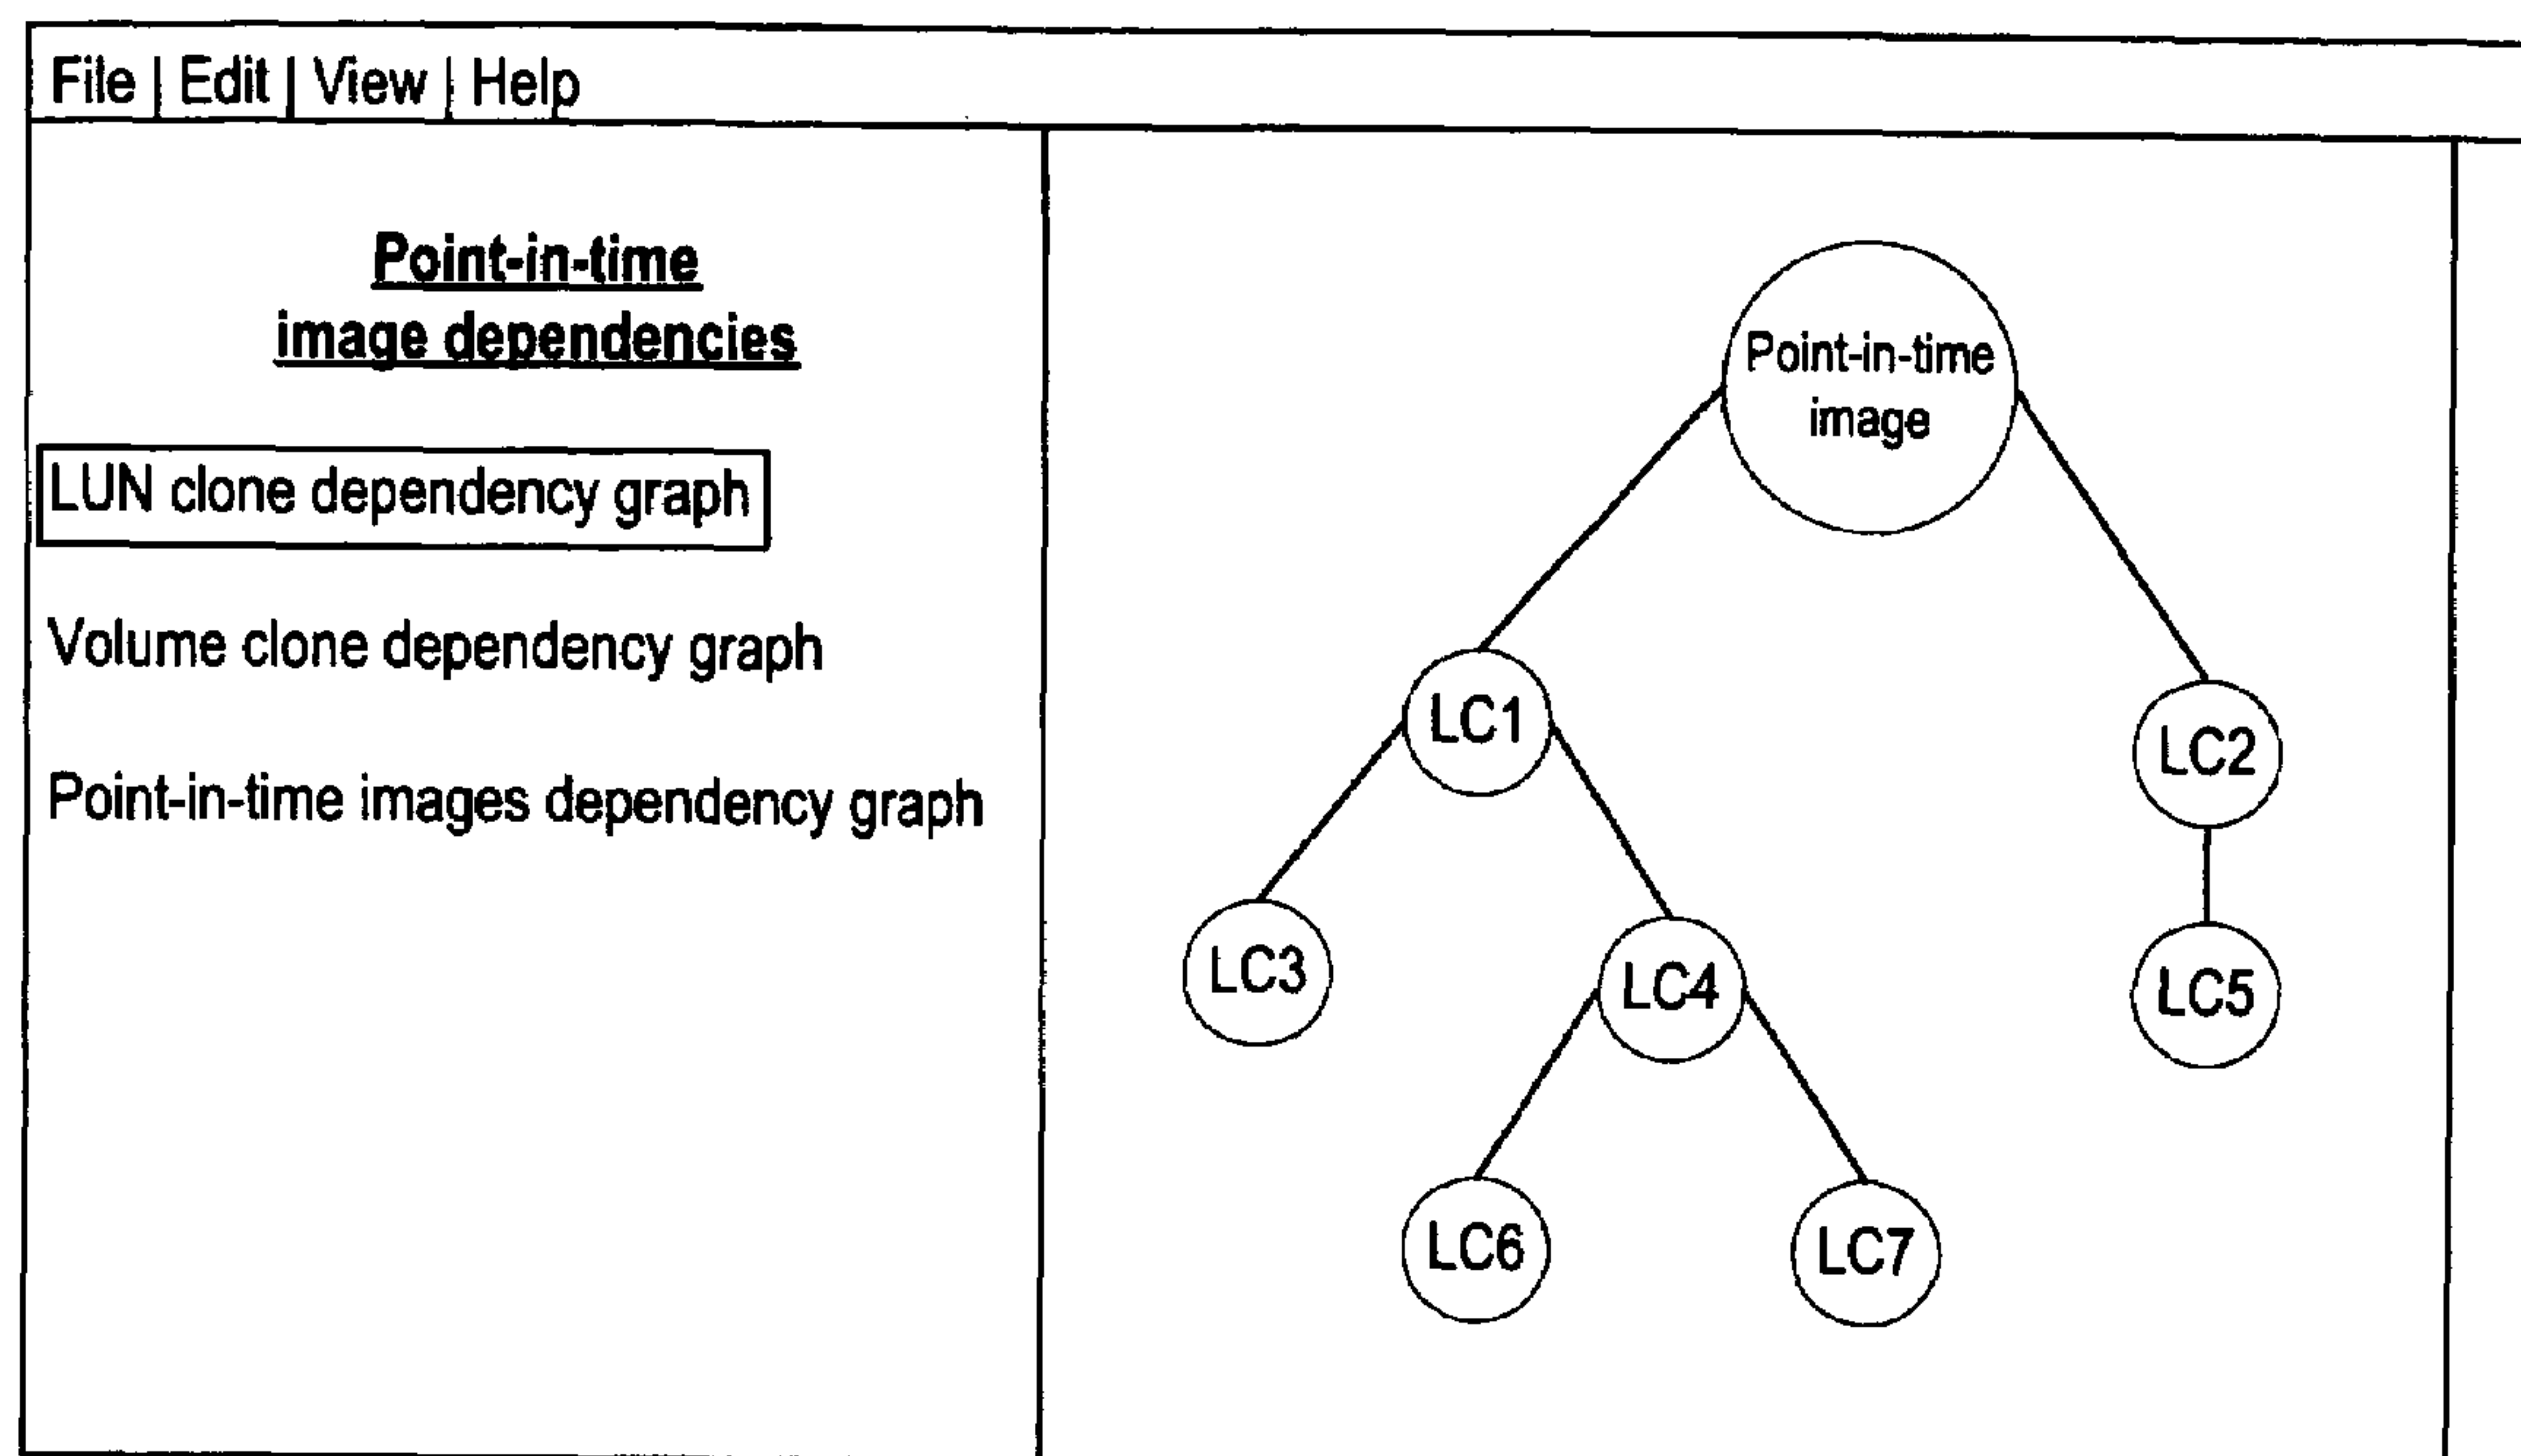 File | Edit | View | Help
Point-in-time
image dependencies
LUN clone dependency graph
Volume clone dependency graph
Point-in-time images dependency graph
Point-in-time
image
LC1
LC2
LC3
LC4
LC5
LC6
LC7